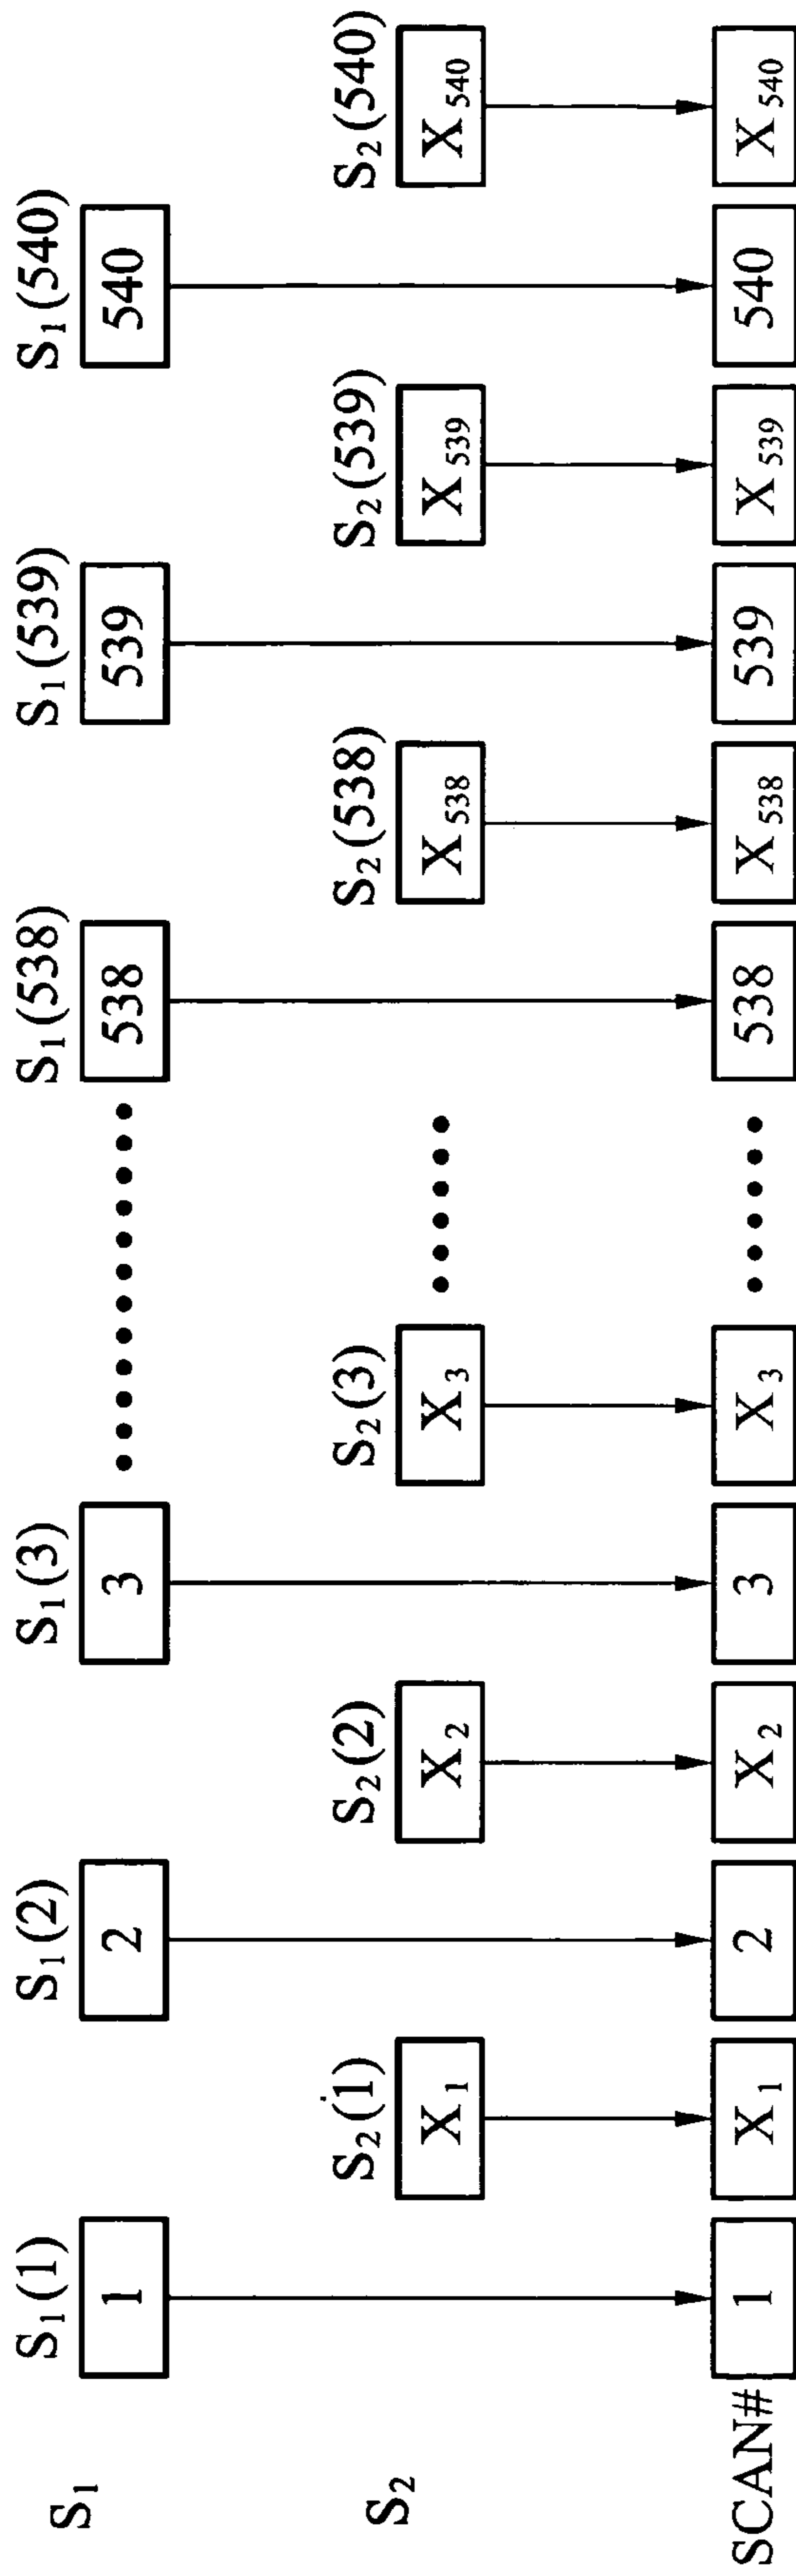 S₁(1) S₁(2) S₁(3) S₁(538) S₁(539) S₁(540)
S₁ 1 2 3 •••••••••••• 538 539 540
S₂(1) S₂(2) S₂(3) S₂(538) S₂(539) S₂(540)
S₂ X₁ X₂ X₃ •••••• X₅₃₈ X₅₃₉ X₅₄₀
SCAN# 1 X₁ 2 X₂ 3 X₃ •••••• 538 X₅₃₈ 539 X₅₃₉ 540 X₅₄₀